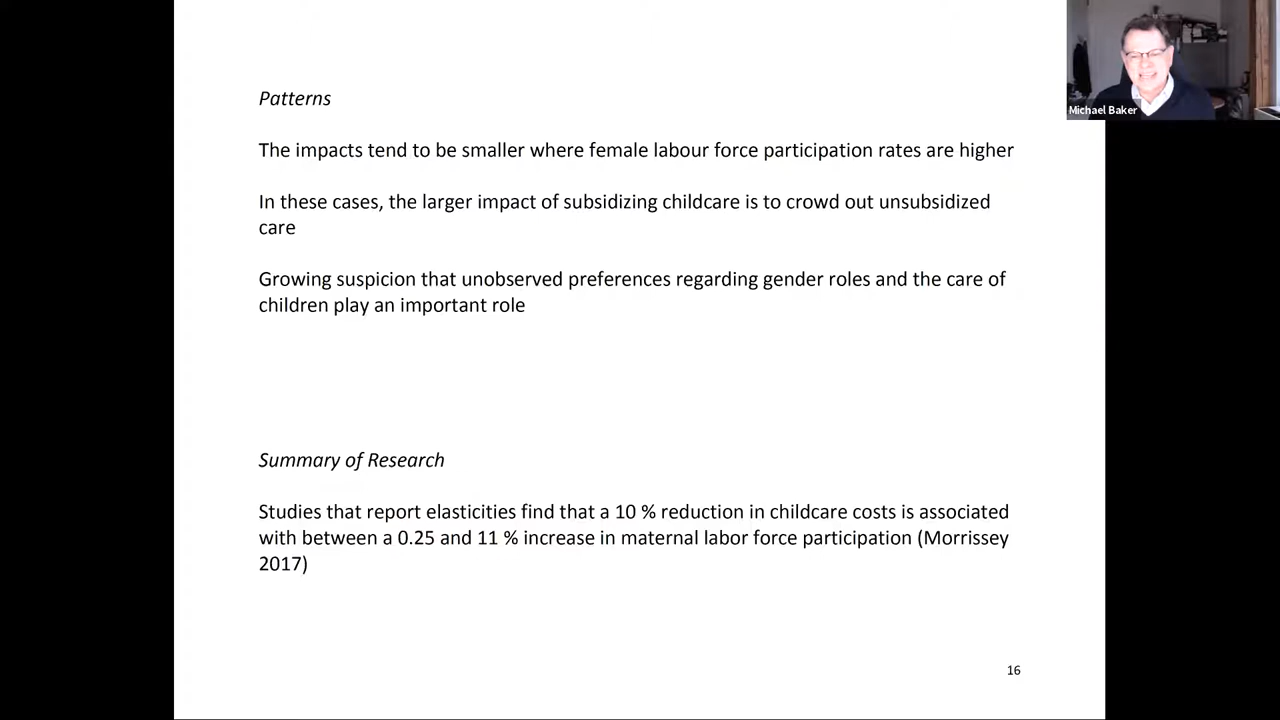 Patterns
The impacts tend to be smaller where female labour force participation rates are higher
In these cases, the larger impact of subsidizing childcare is to crowd out unsubsidized
care
Growing suspicion that unobserved preferences regarding gender roles and the care of
children play an important role
Summary of Research
Studies that report elasticities find that a 10 % reduction in childcare costs is associated
with between a 0.25 and 11 % increase in maternal labor force participation (Morrissey
2017)
16
Michael Baker